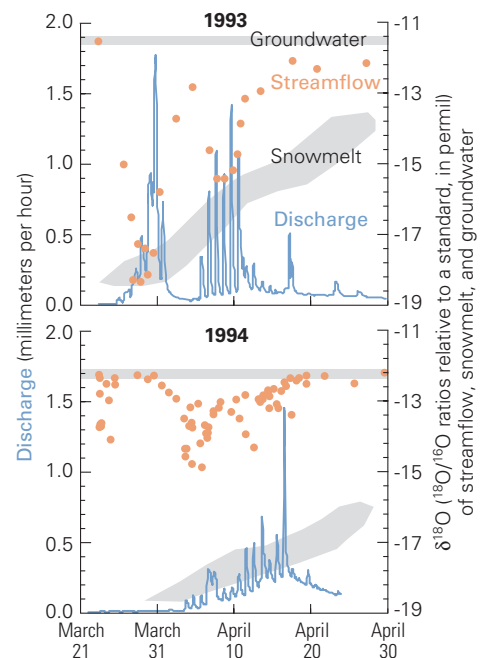 1993
2.0
1.5
1.0
0.5
0.0
Groundwater
Streamflow
Snowmelt
Discharge
-11
-13
-15
-17
-19
1994
2.0
1.5
1.0
0.5
0.0
-11
-13
-15
-17
-19
March 21
March 31
April 10
April 20
April 30
Discharge (millimeters per hour)
δ¹⁸O (¹⁸O/¹⁶O ratios relative to a standard, in permil)
of streamflow, snowmelt, and groundwater